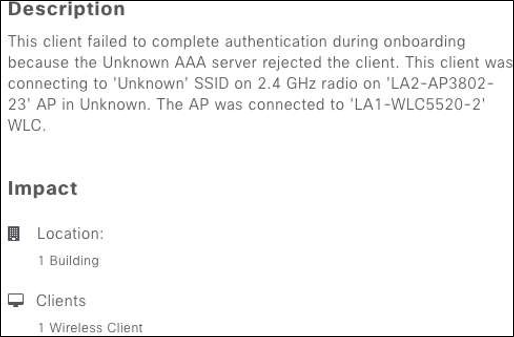 Description
This client failed to complete authentication during onboarding
because the Unknown AAA server rejected the client. This client was
connecting to 'Unknown' SSID on 2.4 GHz radio on 'LA2-AP3802-
23' AP in Unknown. The AP was connected to 'LA1-WLC5520-2'
WLC.
Impact
Location:
1 Building
Clients
1 Wireless Client